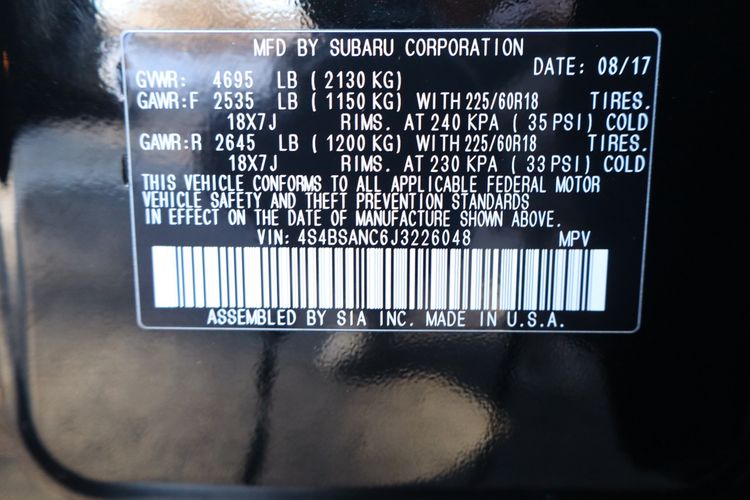 MFD BY SUBARU CORPORATION
DATE: 08/17
GVWR: 4695 LB ( 2130 KG)
GAWR:F 2535 LB ( 1150 KG) WITH 225/60R18 TIRES.
18X7J RIMS. AT 240 KPA ( 35 PSI) COLD
GAWR:R 2645 LB ( 1200 KG) WITH 225/60R18 TIRES.
18X7J RIMS. AT 230 KPA ( 33 PSI) COLD
THIS VEHICLE CONFORMS TO ALL APPLICABLE FEDERAL MOTOR
VEHICLE SAFETY AND THEFT PREVENTION STANDARDS
IN EFFECT ON THE DATE OF MANUFACTURE SHOWN ABOVE.
VIN: 4S4BSANC6J3226048 MPV
ASSEMBLED BY SIA INC. MADE IN U.S.A.